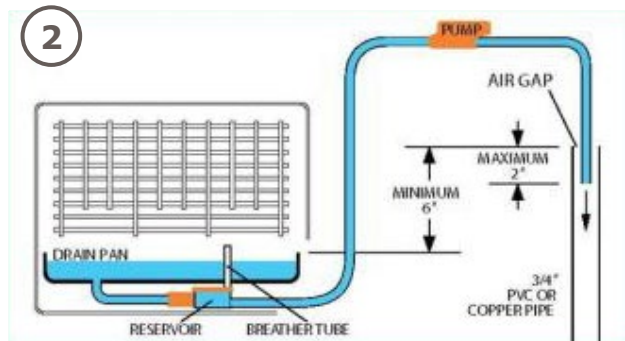 2
PUMP
AIR GAP
MAXIMUM
2"
MINIMUM
6"
DRAIN PAN
3/4"
PVC OR
COPPER PIPE
RESERVOIR
BREATHER TUBE